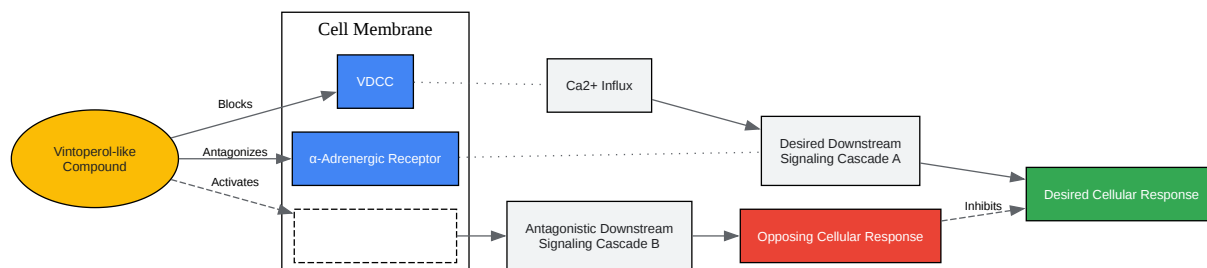 Cell Membrane
VDCC
Ca2+ Influx
Blocks
Vintoperol-like
Compound
Antagonizes
α-Adrenergic Receptor
Desired Downstream
Signaling Cascade A
Activates
Desired Cellular Response
Inhibits
Antagonistic Downstream
Signaling Cascade B
Opposing Cellular Response